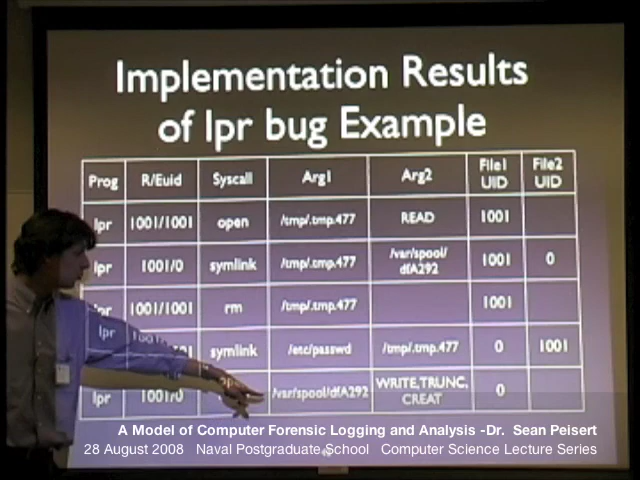 Implementation Results
of lpr bug Example
Prog R/Euid Syscall Arg1 Arg2 File1 UID File2 UID
lpr 1001/1001 open /tmp/.tmp.477 READ 1001
lpr 1001/0 symlink /tmp/.tmp.477 /var/spool/dfA292 1001 0
lpr 1001/1001 rm /tmp/.tmp.477 1001
lpr symlink /etc/passwd /tmp/.tmp.477 0 1001
lpr 1001/0 /var/spool/dfA292 WRITE,TRUNC, CREAT 0
A Model of Computer Forensic Logging and Analysis -Dr. Sean Peisert
28 August 2008 Naval Postgraduate School Computer Science Lecture Series